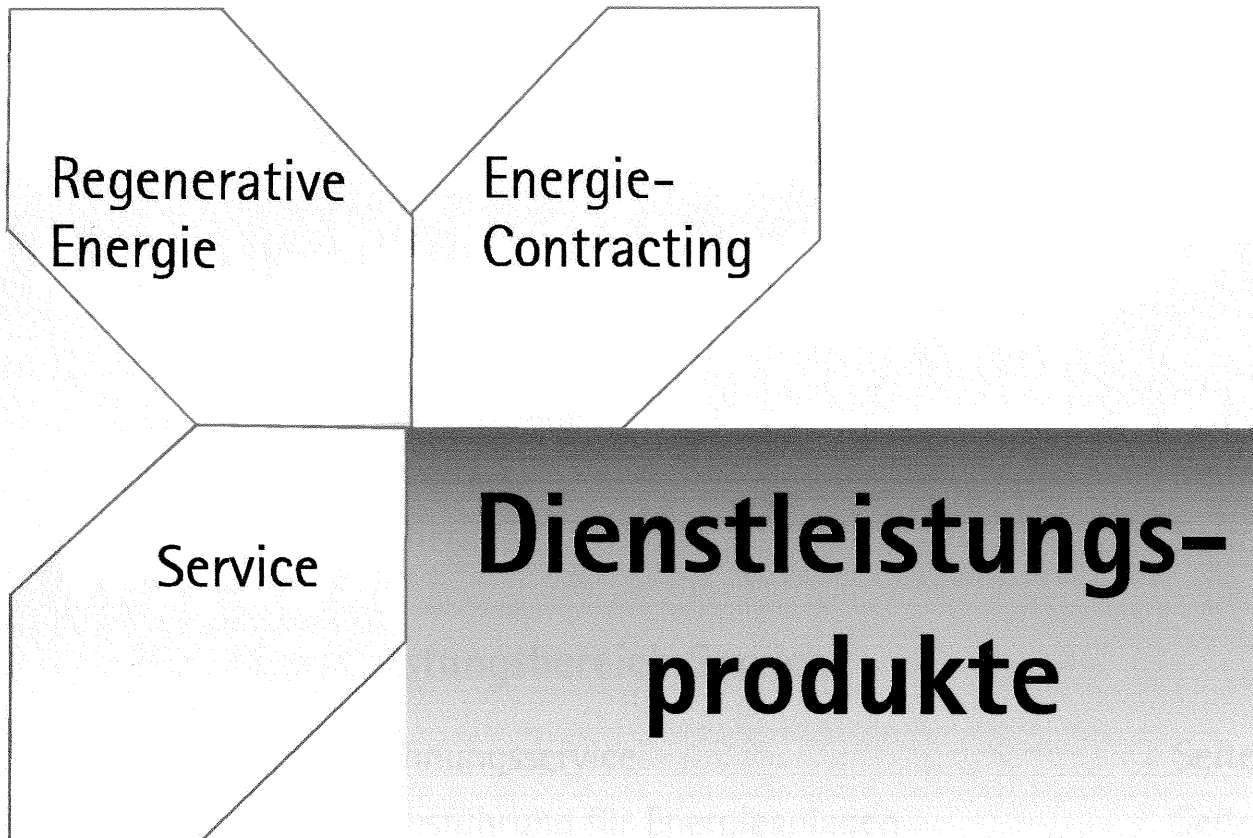 Regenerative
Energie
Energie-
Contracting
Service
Dienstleistungs-
produkte